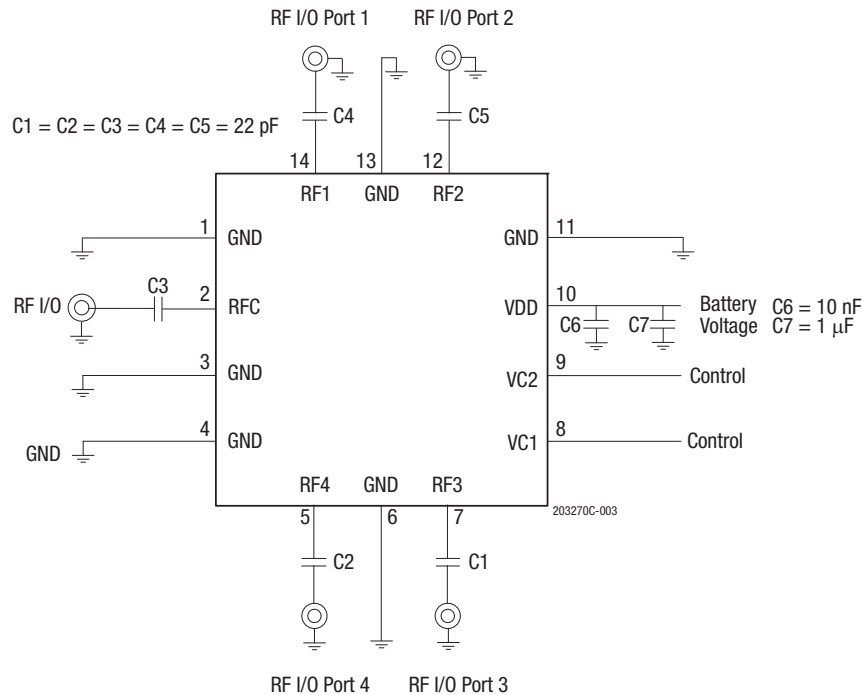 RF I/O Port 1 RF I/O Port 2
C4 C5
C1 = C2 = C3 = C4 = C5 = 22 pF
14 13 12
RF1 GND RF2
1 GND GND 11
C3
RF I/O 2 RFC VDD 10 Battery C6 = 10 nF
C6 C7 Voltage C7 = 1 μF
3 GND VC2 9 Control
GND 4 GND VC1 8 Control
RF4 GND RF3
203270C-003
5 6 7
C2 C1
RF I/O Port 4 RF I/O Port 3